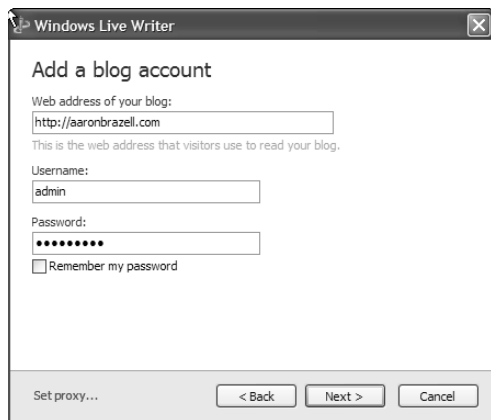 Windows Live Writer
Add a blog account
Web address of your blog:
http://aaronbrazell.com
This is the web address that visitors use to read your blog.
Username:
admin
Password:
•••••••••
Remember my password
Set proxy...
< Back
Next >
Cancel